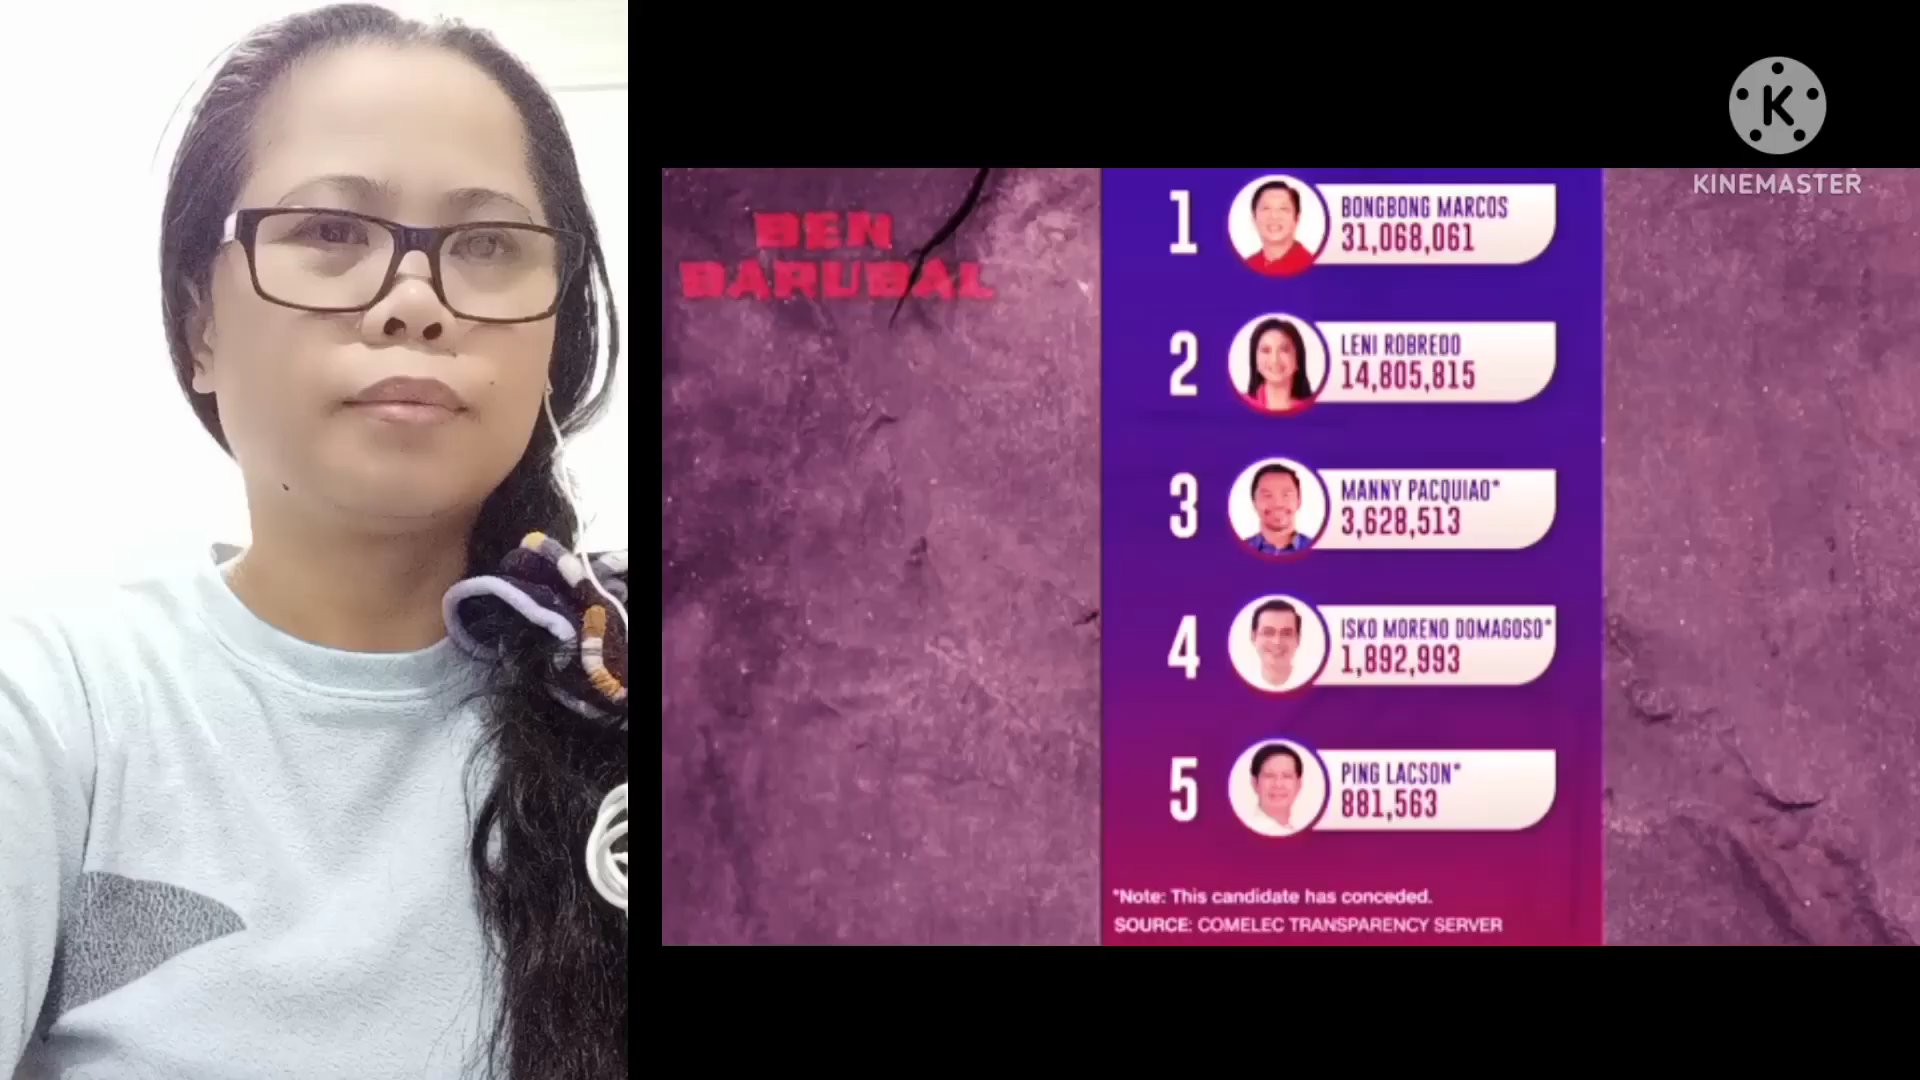 K
KINEMASTER
BEN
BARUBAL
1
BONGBONG MARCOS
31,068,061
2
LENI ROBREDO
14,805,815
3
MANNY PACQUIAO*
3,628,513
4
ISKO MORENO DOMAGOSO*
1,892,993
5
PING LACSON*
881,563
*Note: This candidate has conceded.
SOURCE: COMELEC TRANSPARENCY SERVER